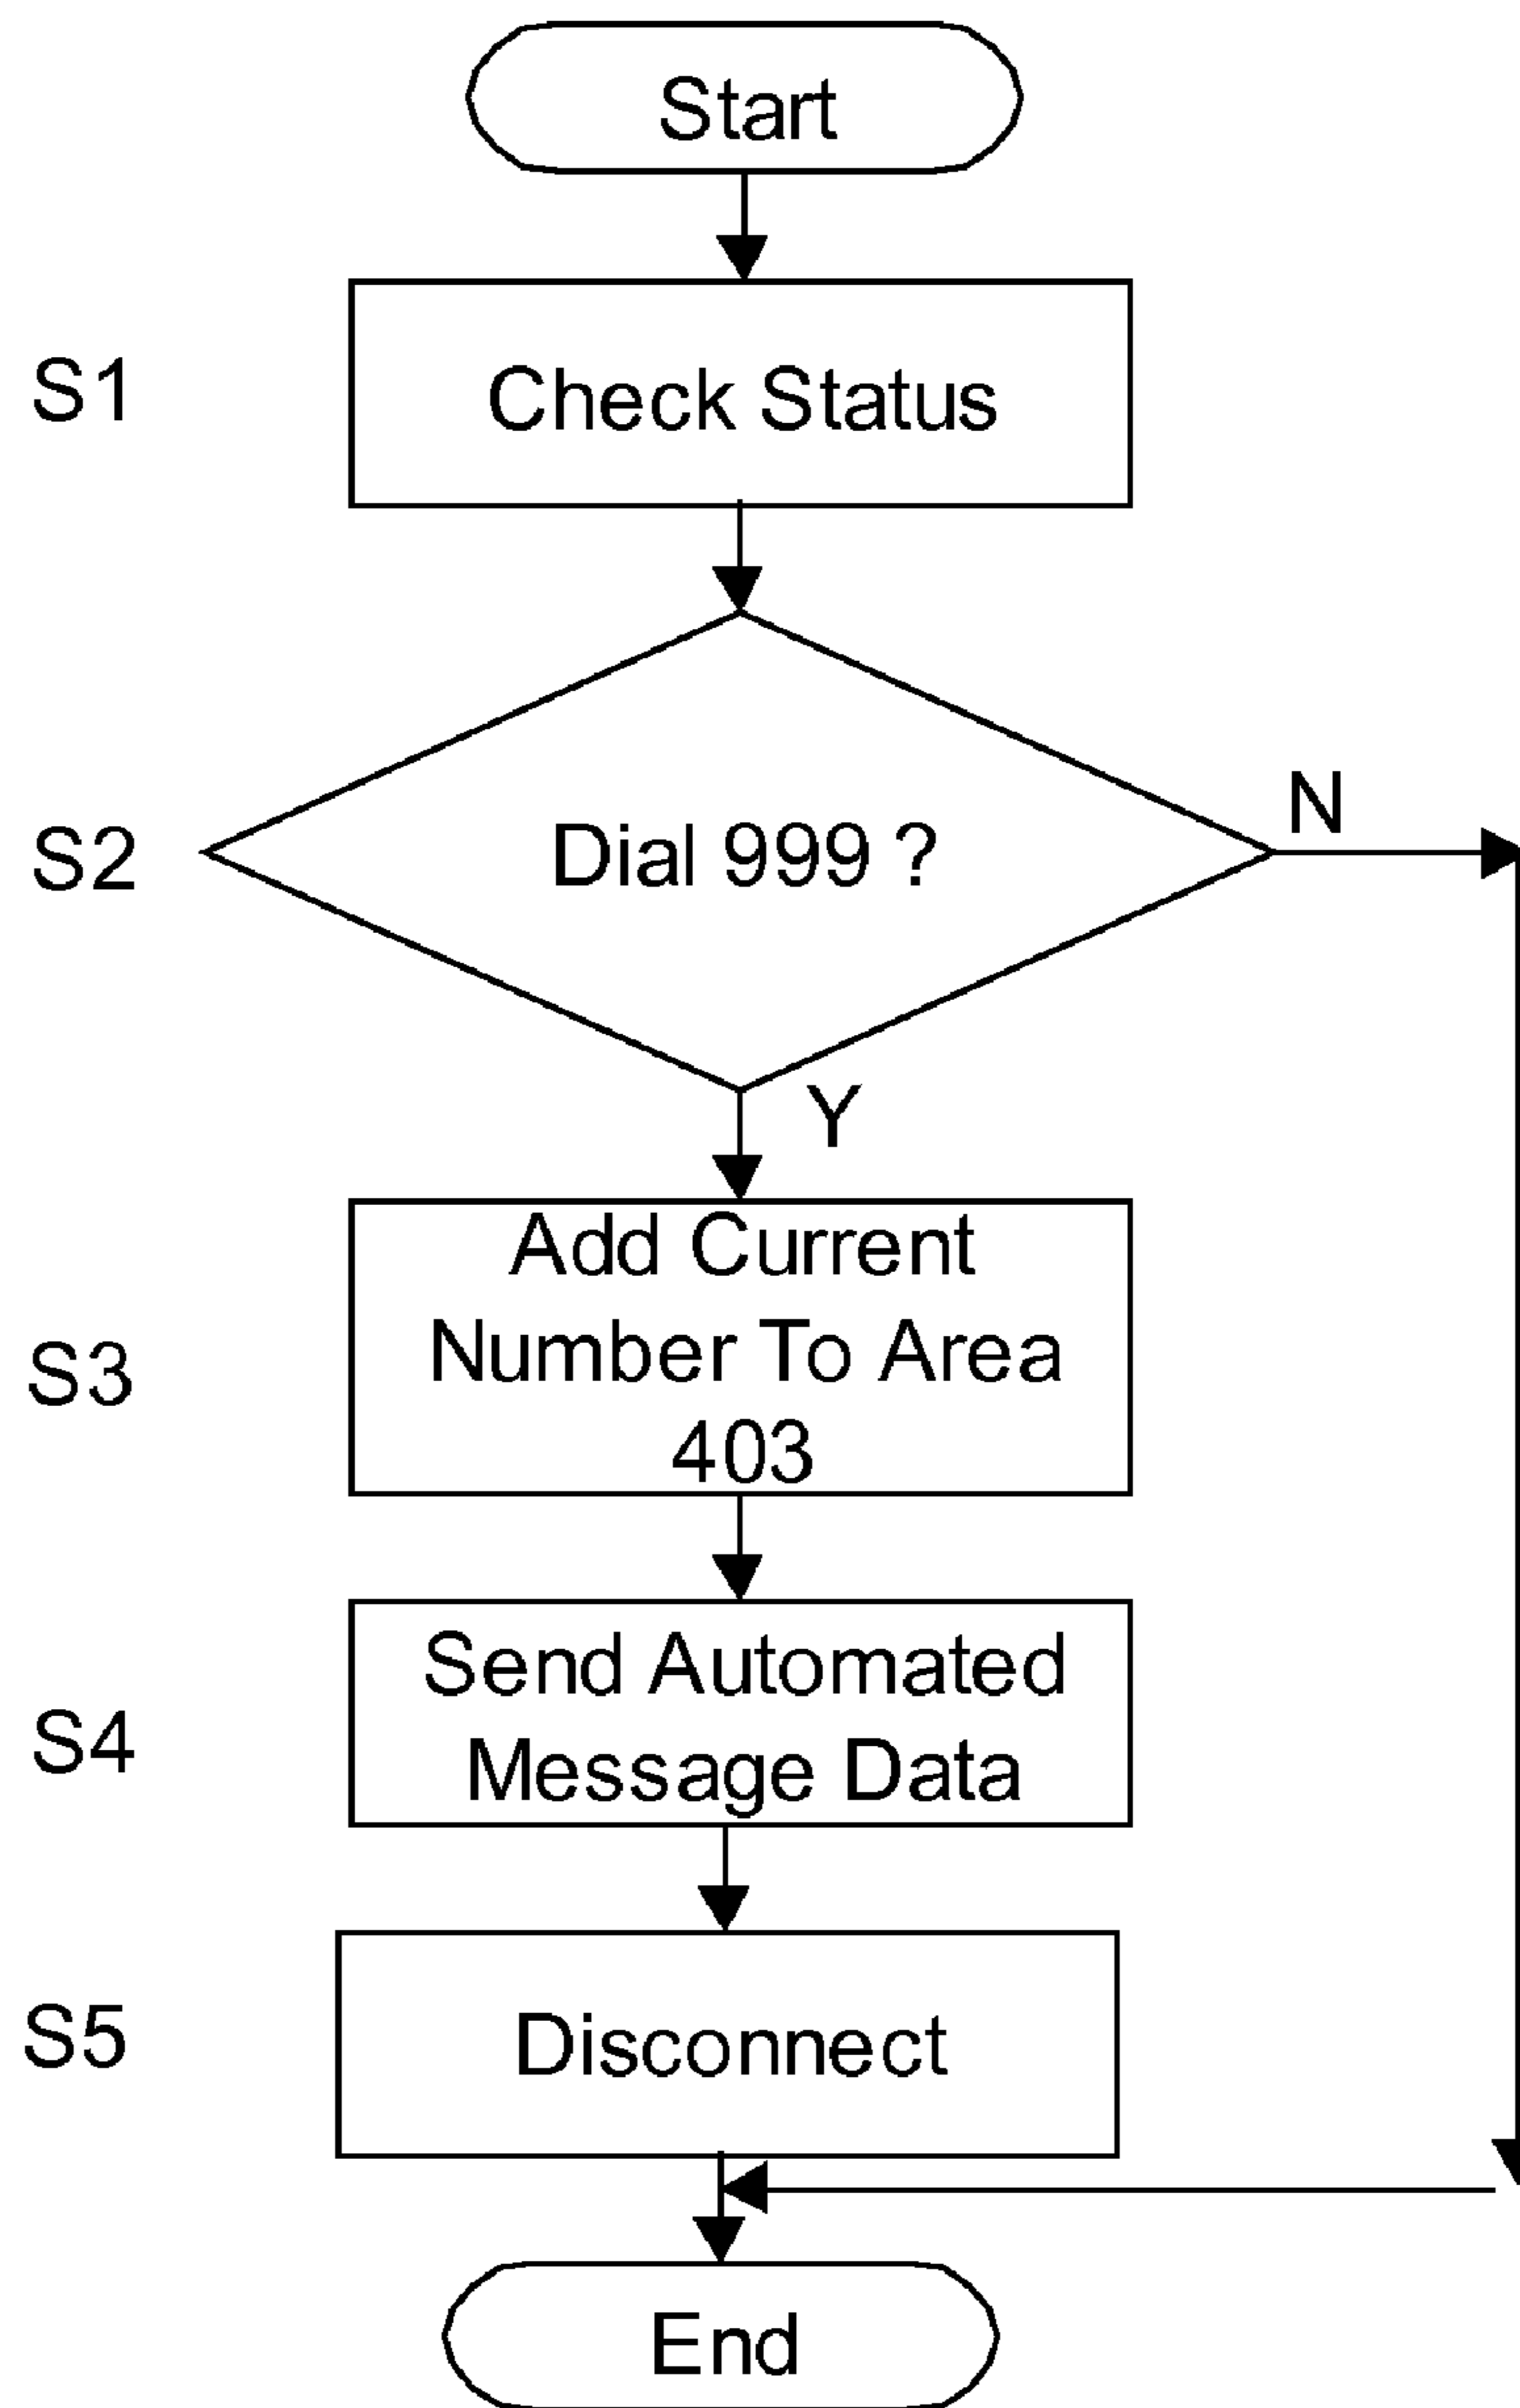 Start
S1
Check Status
S2
Dial 999 ?
N
Y
S3
Add Current
Number To Area
403
S4
Send Automated
Message Data
S5
Disconnect
End